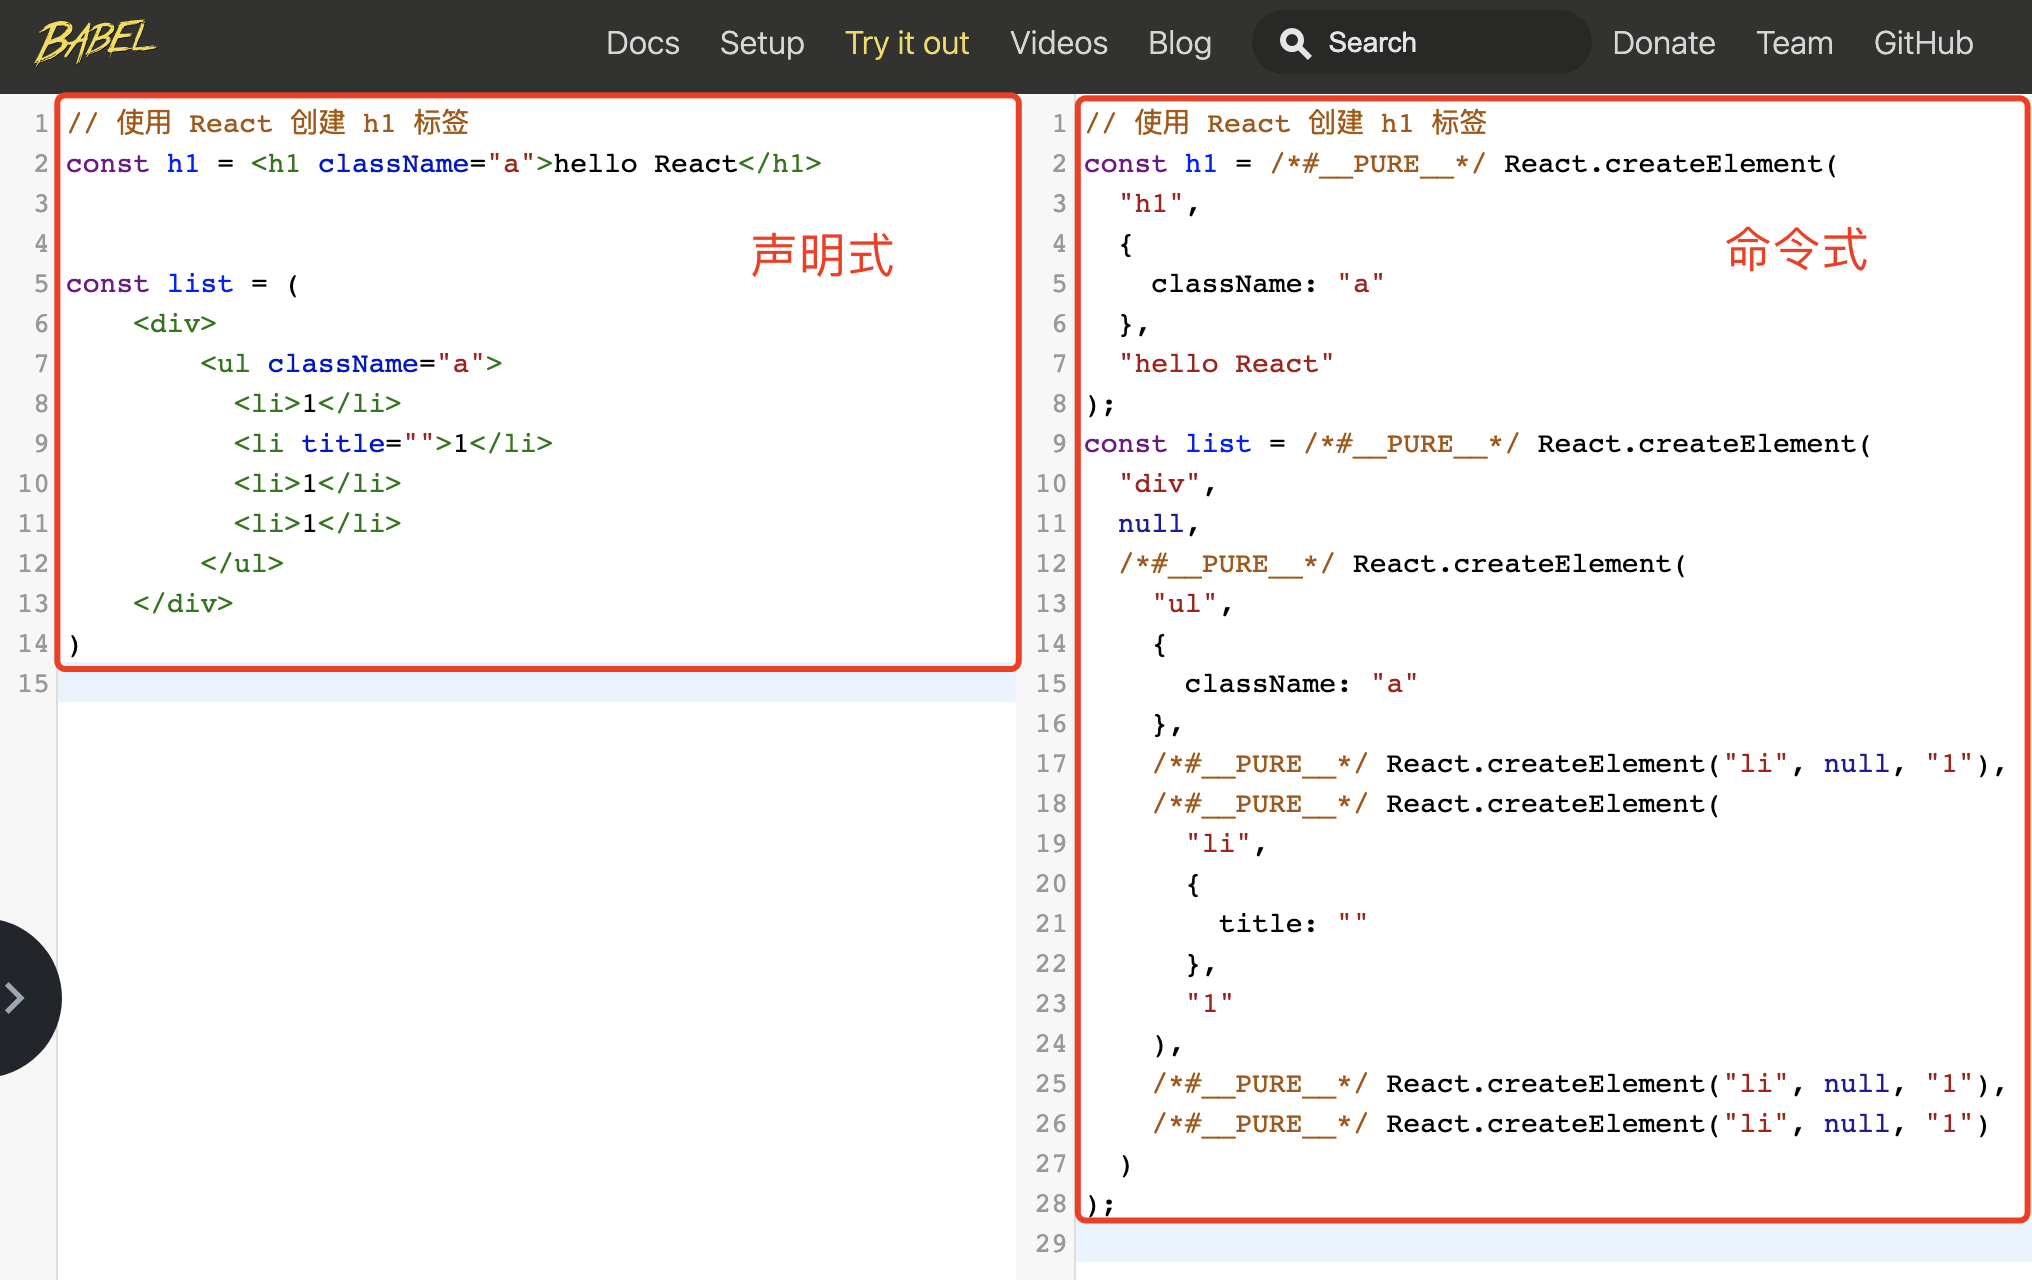 BABEL
Docs Setup Try it out Videos Blog Search Donate Team GitHub
1 // 使用 React 创建 h1 标签
2 const h1 = <h1 className="a">hello React</h1>
3
4
声明式
5 const list = (
6     <div>
7         <ul className="a">
8           <li>1</li>
9           <li title="">1</li>
10           <li>1</li>
11           <li>1</li>
12         </ul>
13     </div>
14 )
15
1 // 使用 React 创建 h1 标签
2 const h1 = /*#__PURE__*/ React.createElement(
3   "h1",
4   {
命令式
5     className: "a"
6   },
7   "hello React"
8 );
9 const list = /*#__PURE__*/ React.createElement(
10   "div",
11   null,
12   /*#__PURE__*/ React.createElement(
13     "ul",
14     {
15       className: "a"
16     },
17     /*#__PURE__*/ React.createElement("li", null, "1"),
18     /*#__PURE__*/ React.createElement(
19       "li",
20       {
21         title: ""
22       },
23       "1"
24     ),
25     /*#__PURE__*/ React.createElement("li", null, "1"),
26     /*#__PURE__*/ React.createElement("li", null, "1")
27   )
28 );
29